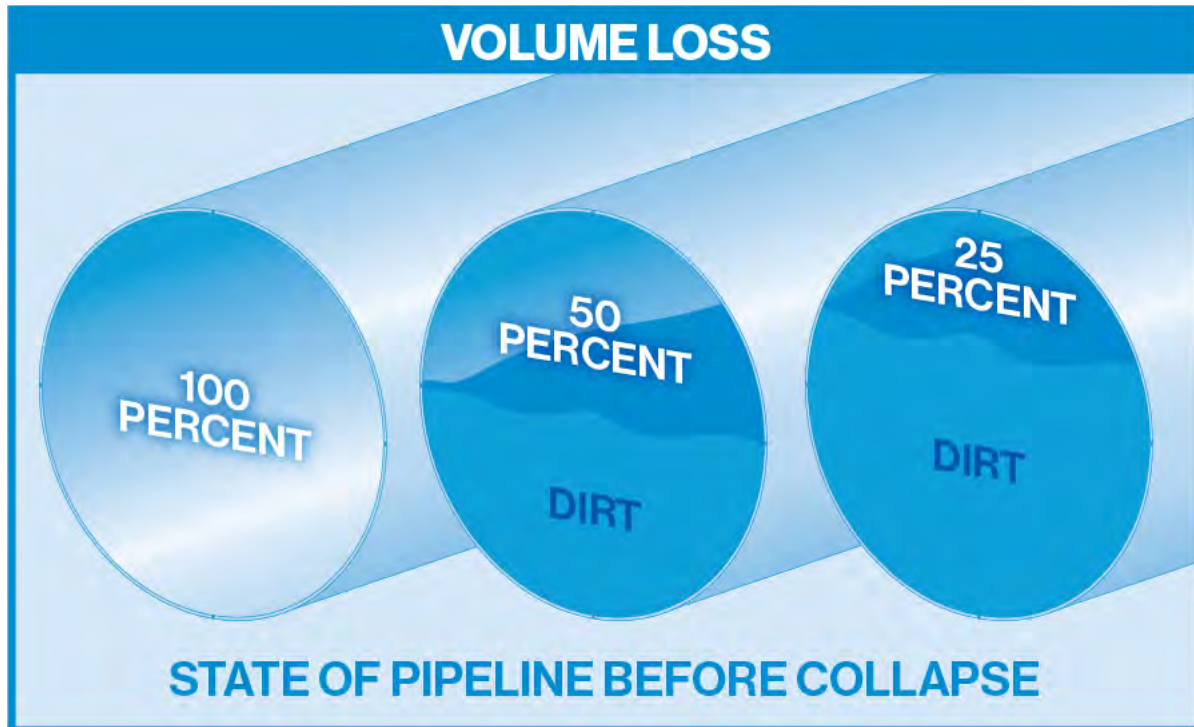 VOLUME LOSS
100
PERCENT
50
PERCENT
DIRT
25
PERCENT
DIRT
STATE OF PIPELINE BEFORE COLLAPSE